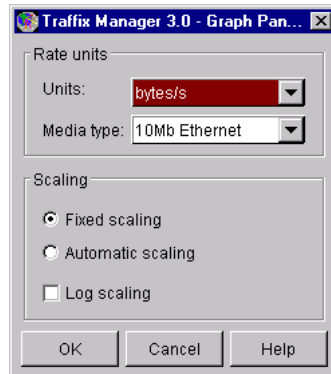 Traffix Manager 3.0 - Graph Pan...
Rate units
Units: bytes/s
Media type: 10Mb Ethernet
Scaling
Fixed scaling
Automatic scaling
Log scaling
OK Cancel Help